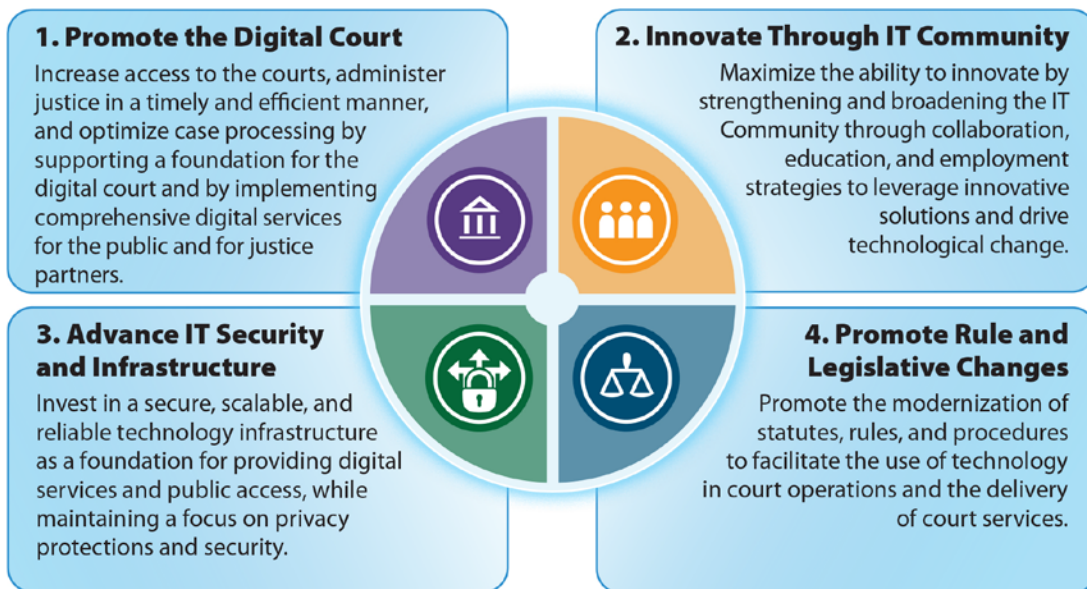 1. Promote the Digital Court
Increase access to the courts, administer
justice in a timely and efficient manner,
and optimize case processing by
supporting a foundation for the
digital court and by implementing
comprehensive digital services
for the public and for justice
partners.
2. Innovate Through IT Community
Maximize the ability to innovate by
strengthening and broadening the IT
Community through collaboration,
education, and employment
strategies to leverage innovative
solutions and drive
technological change.
3. Advance IT Security
and Infrastructure
Invest in a secure, scalable, and
reliable technology infrastructure
as a foundation for providing digital
services and public access, while
maintaining a focus on privacy
protections and security.
4. Promote Rule and
Legislative Changes
Promote the modernization of
statutes, rules, and procedures
to facilitate the use of technology
in court operations and the delivery
of court services.